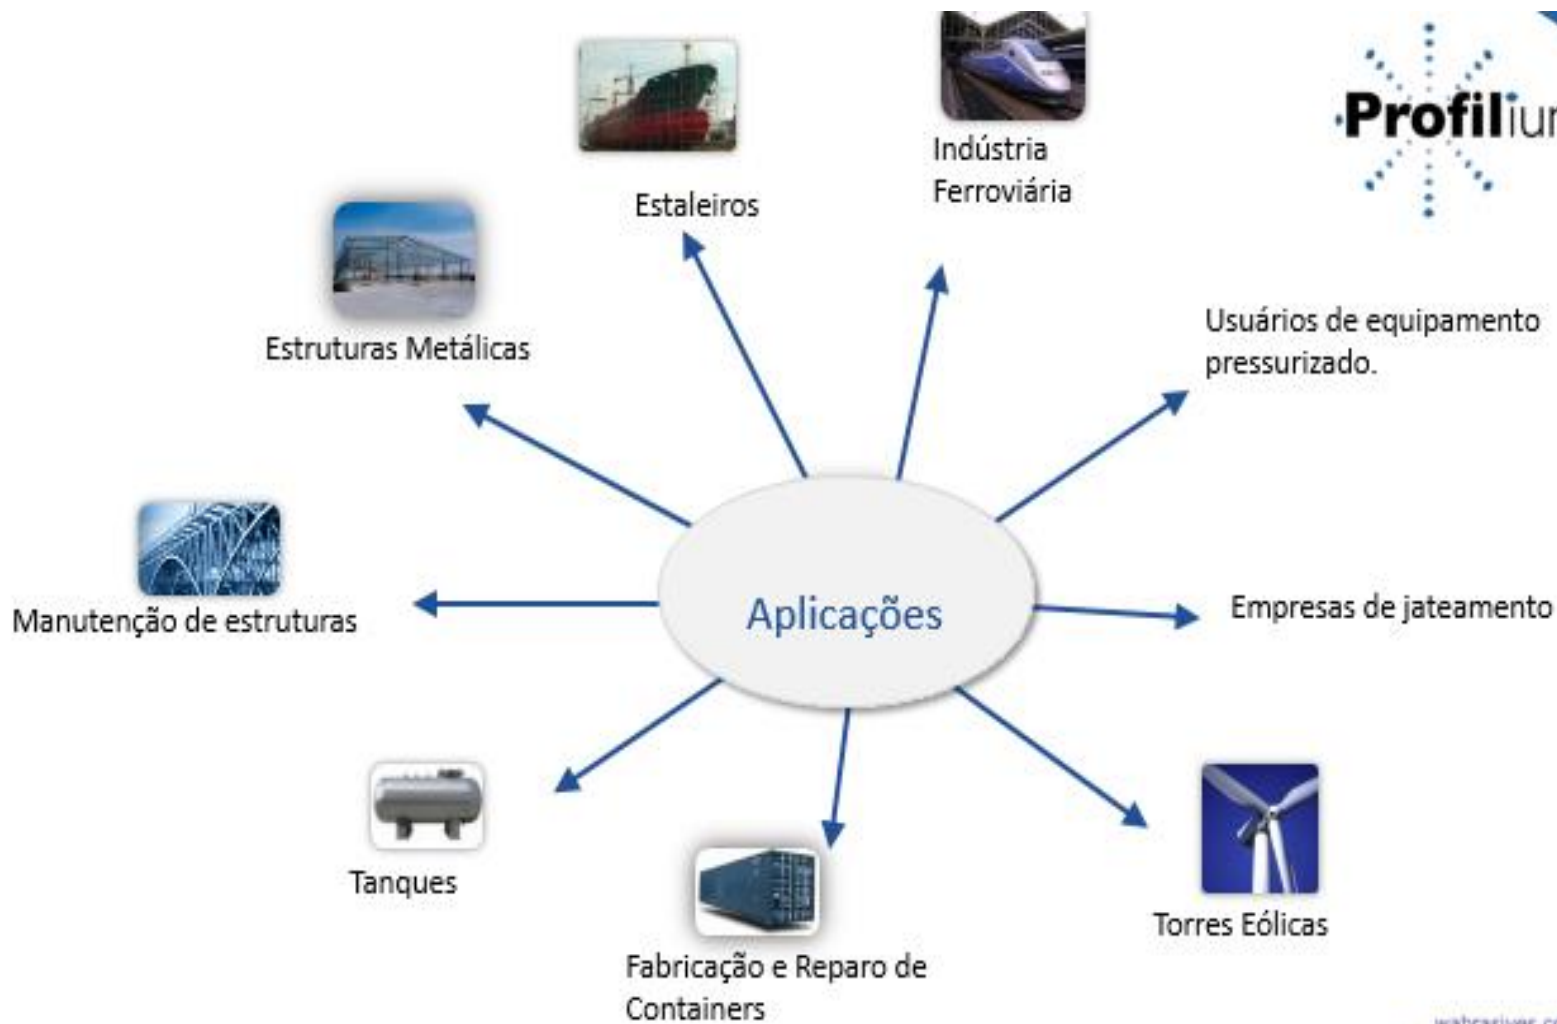 Profiliu
Indústria
Ferroviária
Estaleiros
Estruturas Metálicas
Usuários de equipamento
pressurizado.
Manutenção de estruturas
Aplicações
Empresas de jateamento
Tanques
Torres Eólicas
Fabricação e Reparo de
Containers